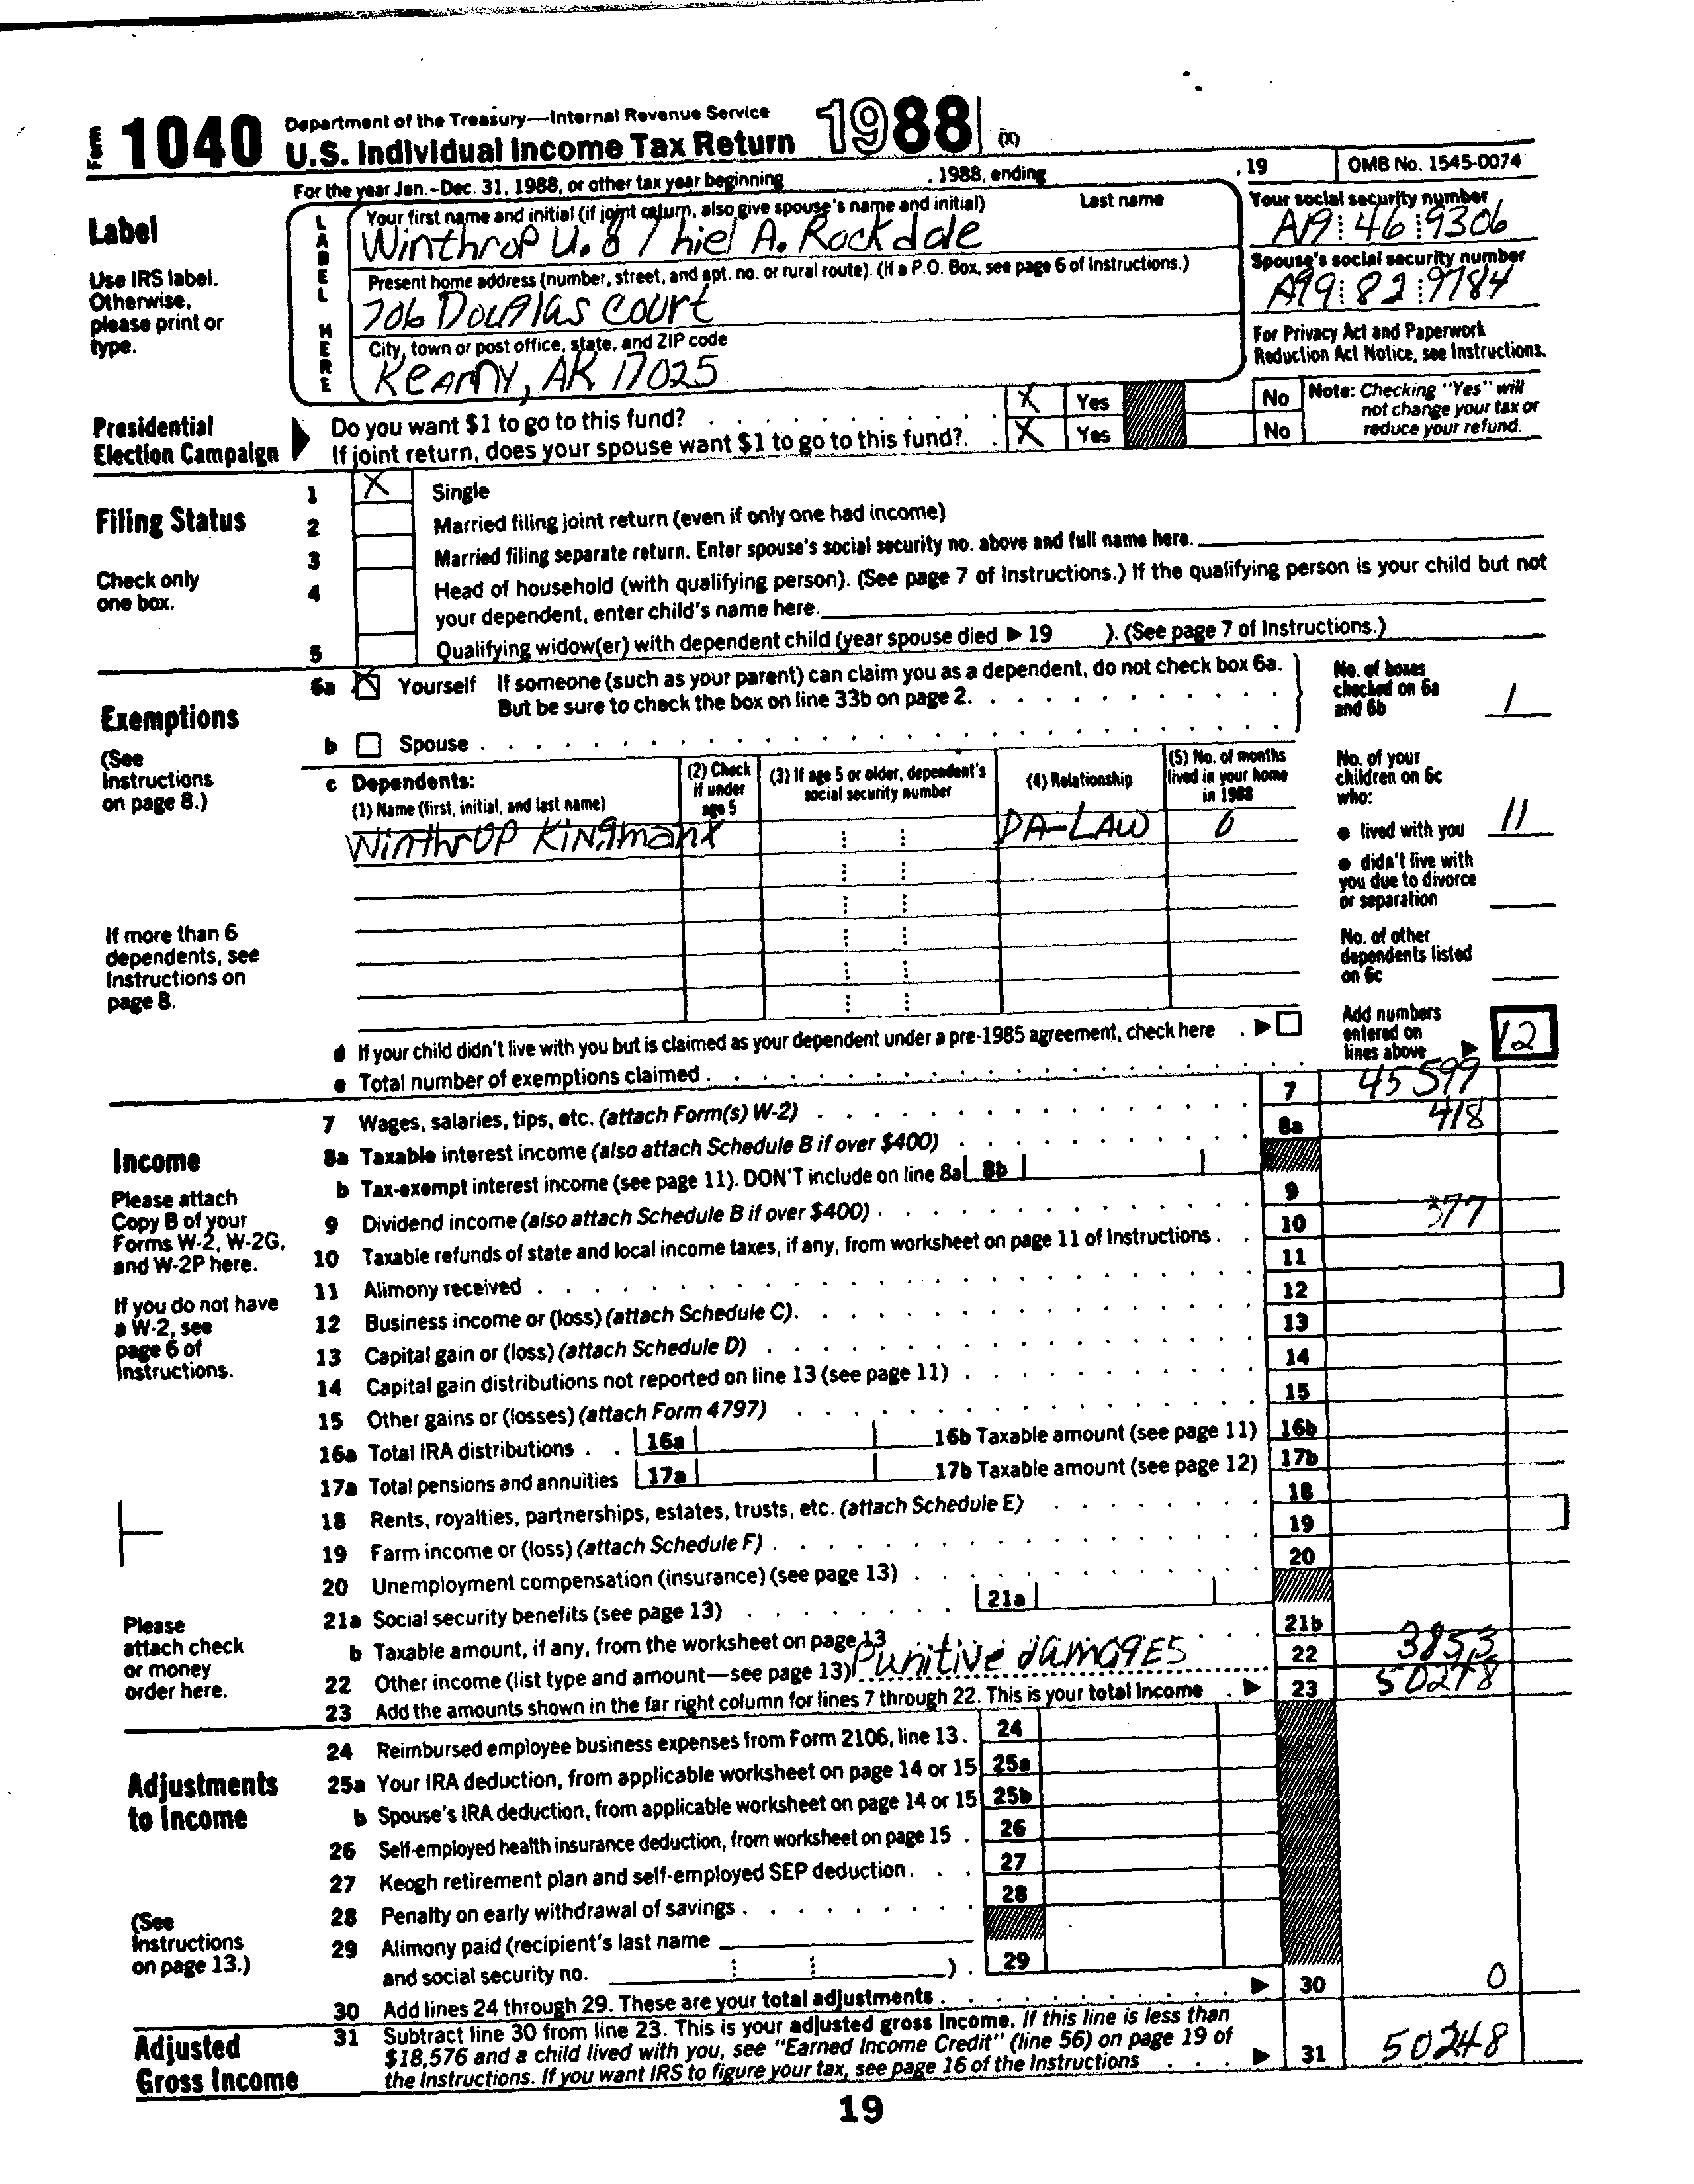 Form 1040 Department of the Treasury—Internal Revenue Service
U.S. Individual Income Tax Return 1988 (X)
For the year Jan.-Dec. 31, 1988, or other tax year beginning , 1988, ending , 19 OMB No. 1545-0074
Label
Use IRS label.
Otherwise,
please print or
type.
LABEL HERE
Your first name and initial (if joint return, also give spouse's name and initial) Last name
Winthrop U. & Thiel A. Rockdale
Your social security number
A19 46 9306
Present home address (number, street, and apt. no. or rural route). (If a P.O. Box, see page 6 of Instructions.)
706 Douglas Court
Spouse's social security number
A99 82 9784
City, town or post office, state, and ZIP code
Kearny, AK 17025
For Privacy Act and Paperwork
Reduction Act Notice, see Instructions.
Presidential
Election Campaign
Do you want $1 to go to this fund? X Yes No
If joint return, does your spouse want $1 to go to this fund? X Yes No
Note: Checking "Yes" will
not change your tax or
reduce your refund.
Filing Status
Check only
one box.
1 X Single
2 Married filing joint return (even if only one had income)
3 Married filing separate return. Enter spouse's social security no. above and full name here.
4 Head of household (with qualifying person). (See page 7 of Instructions.) If the qualifying person is your child but not
your dependent, enter child's name here.
5 Qualifying widow(er) with dependent child (year spouse died ▶ 19 ). (See page 7 of Instructions.)
Exemptions
(See
Instructions
on page 8.)
If more than 6
dependents, see
Instructions on
page 8.
6a X Yourself If someone (such as your parent) can claim you as a dependent, do not check box 6a.
But be sure to check the box on line 33b on page 2.
b Spouse
No. of boxes
checked on 6a
and 6b 1
c Dependents:
(1) Name (first, initial, and last name)
(2) Check
if under
age 5
(3) If age 5 or older, dependent's
social security number
(4) Relationship
(5) No. of months
lived in your home
in 1988
Winthrop Kingman X DA-LAW 0
No. of your
children on 6c
who:
● lived with you 11
● didn't live with
you due to divorce
or separation
No. of other
dependents listed
on 6c
d If your child didn't live with you but is claimed as your dependent under a pre-1985 agreement, check here ▶
e Total number of exemptions claimed
Add numbers
entered on
lines above ▶ 12
Income
Please attach
Copy B of your
Forms W-2, W-2G,
and W-2P here.
If you do not have
a W-2, see
page 6 of
Instructions.
Please
attach check
or money
order here.
7 Wages, salaries, tips, etc. (attach Form(s) W-2) 7 45599
8a Taxable interest income (also attach Schedule B if over $400) 8a 418
b Tax-exempt interest income (see page 11). DON'T include on line 8a 8b
9 Dividend income (also attach Schedule B if over $400) 9
10 Taxable refunds of state and local income taxes, if any, from worksheet on page 11 of Instructions 10 377
11 Alimony received 11
12 Business income or (loss) (attach Schedule C) 12
13 Capital gain or (loss) (attach Schedule D) 13
14 Capital gain distributions not reported on line 13 (see page 11) 14
15 Other gains or (losses) (attach Form 4797) 15
16a Total IRA distributions 16a 16b Taxable amount (see page 11) 16b
17a Total pensions and annuities 17a 17b Taxable amount (see page 12) 17b
18 Rents, royalties, partnerships, estates, trusts, etc. (attach Schedule E) 18
19 Farm income or (loss) (attach Schedule F) 19
20 Unemployment compensation (insurance) (see page 13) 20
21a Social security benefits (see page 13) 21a
b Taxable amount, if any, from the worksheet on page 13 21b
22 Other income (list type and amount—see page 13) Punitive damages 22 3853
23 Add the amounts shown in the far right column for lines 7 through 22. This is your total income ▶ 23 50248
Adjustments
to Income
(See
Instructions
on page 13.)
24 Reimbursed employee business expenses from Form 2106, line 13 24
25a Your IRA deduction, from applicable worksheet on page 14 or 15 25a
b Spouse's IRA deduction, from applicable worksheet on page 14 or 15 25b
26 Self-employed health insurance deduction, from worksheet on page 15 26
27 Keogh retirement plan and self-employed SEP deduction 27
28 Penalty on early withdrawal of savings 28
29 Alimony paid (recipient's last name
and social security no. ) 29
30 Add lines 24 through 29. These are your total adjustments ▶ 30 0
Adjusted
Gross Income
31 Subtract line 30 from line 23. This is your adjusted gross income. If this line is less than
$18,576 and a child lived with you, see "Earned Income Credit" (line 56) on page 19 of
the Instructions. If you want IRS to figure your tax, see page 16 of the Instructions ▶ 31 50248
19